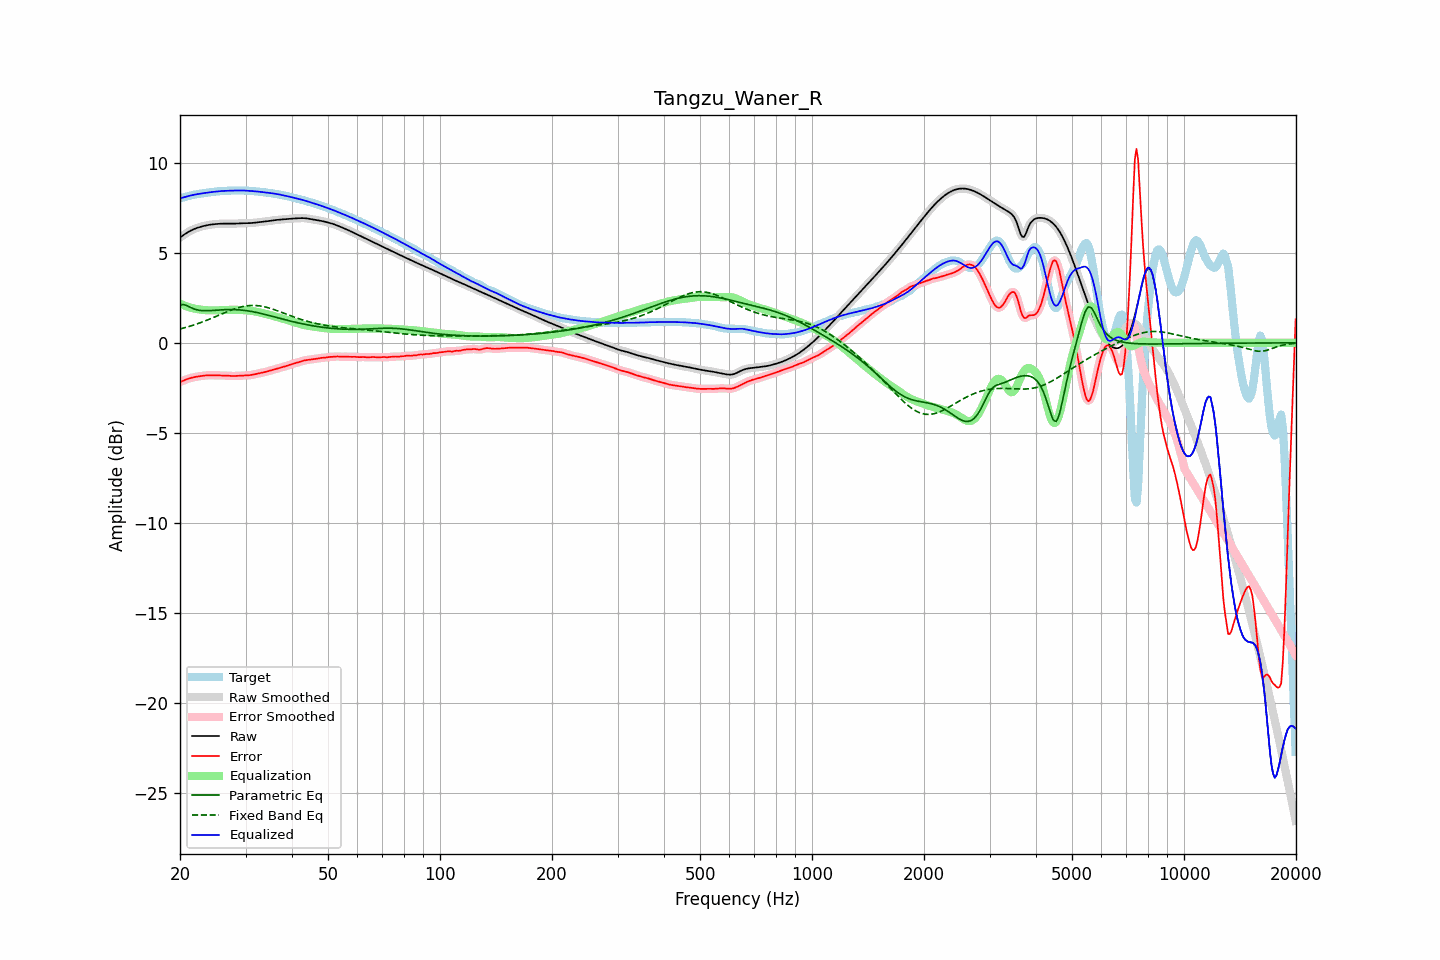 Tangzu_Waner_R
Amplitude (dBr)
10
5
0
−5
−10
−15
−20
−25
Target
Raw Smoothed
Error Smoothed
Raw
Error
Equalization
Parametric Eq
Fixed Band Eq
Equalized
20 50 100 200 500 1000 2000 5000 10000 20000
Frequency (Hz)